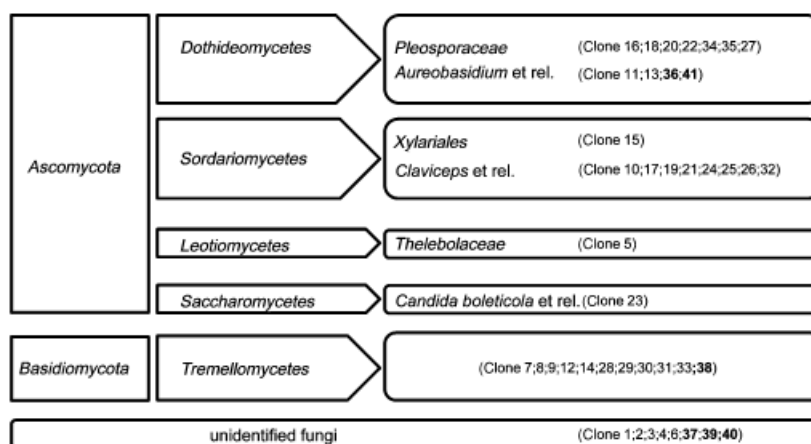 Dothideomycetes
Pleosporaceae (Clone 16;18;20;22;34;35;27)
Aureobasidium et rel. (Clone 11;13;36;41)
Ascomycota
Sordariomycetes
Xylariales (Clone 15)
Claviceps et rel. (Clone 10;17;19;21;24;25;26;32)
Leotiomycetes
Thelebolaceae (Clone 5)
Saccharomycetes
Candida boleticola et rel. (Clone 23)
Basidiomycota
Tremellomycetes
(Clone 7;8;9;12;14;28;29;30;31;33;38)
unidentified fungi (Clone 1;2;3;4;6;37;39;40)